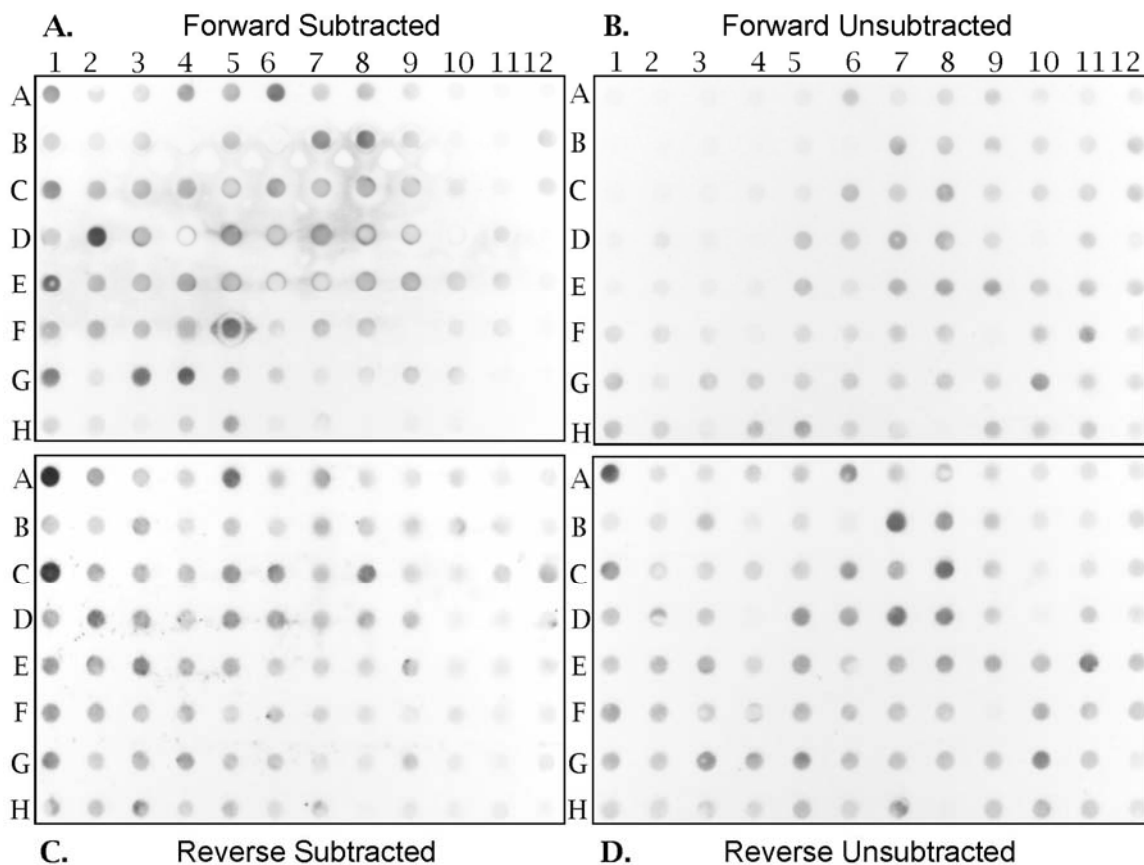 A. Forward Subtracted B. Forward Unsubtracted
1 2 3 4 5 6 7 8 9 10 11 12 1 2 3 4 5 6 7 8 9 10 11 12
A A
B B
C C
D D
E E
F F
G G
H H
A A
B B
C C
D D
E E
F F
G G
H H
C. Reverse Subtracted D. Reverse Unsubtracted